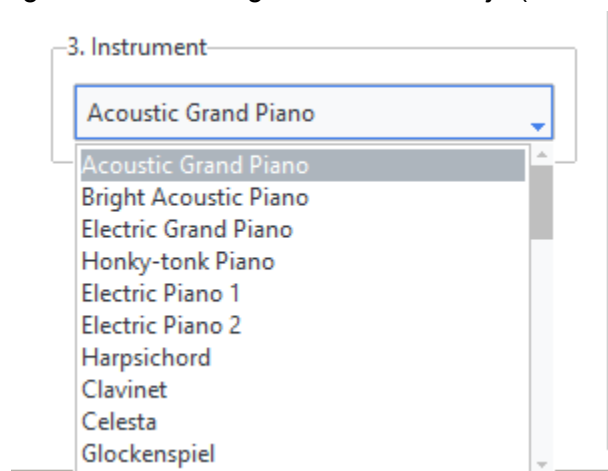 3. Instrument
Acoustic Grand Piano
Acoustic Grand Piano
Bright Acoustic Piano
Electric Grand Piano
Honky-tonk Piano
Electric Piano 1
Electric Piano 2
Harpsichord
Clavinet
Celesta
Glockenspiel